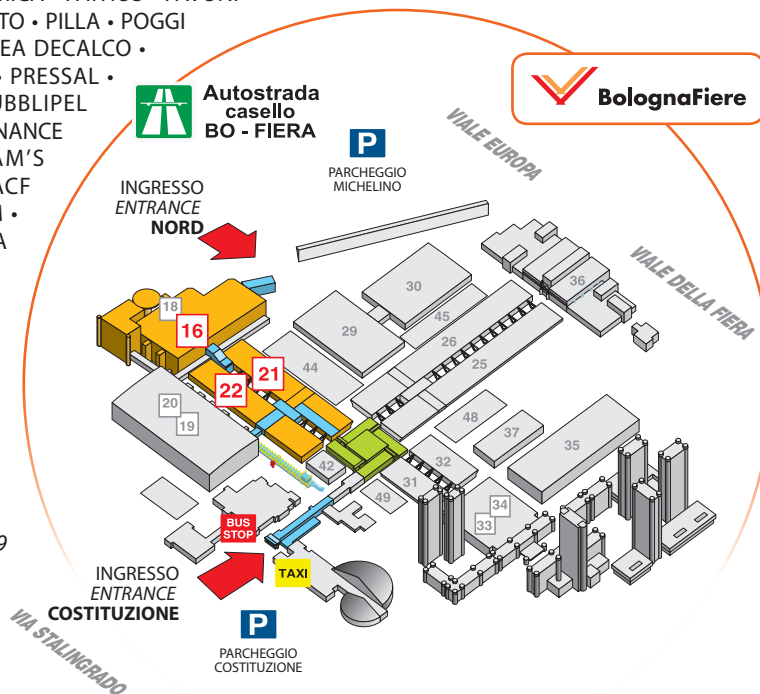 TO • PILLA • POGGI
EA DECALCO •
• PRESSAL •
NANCE
AM'S
ACF
Autostrada
casello
BO - FIERA
BolognaFiere
P
PARCHEGGIO
MICHELINO
VIALE EUROPA
VIALE DELLA FIERA
INGRESSO
ENTRANCE
NORD
36
30
45
29
26
25
18
16
44
21
22
20
19
48
37
35
42
32
31
49
34
33
BUS
STOP
TAXI
INGRESSO
ENTRANCE
COSTITUZIONE
P
PARCHEGGIO
COSTITUZIONE
VIA STALINGRADO
9